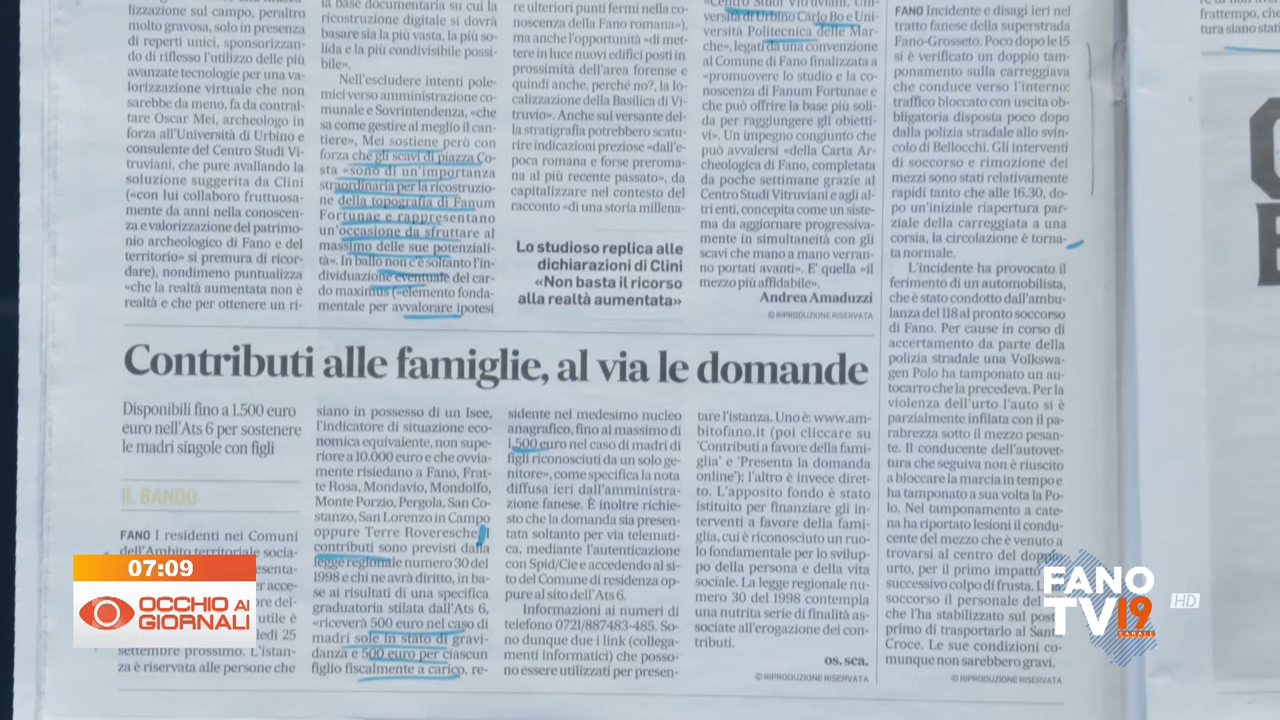 lizzazione sul campo, peraltro
molto gravosa, solo in presenza
di reperti unici, sponsorizzan-
do di riflesso l'utilizzo delle più
avanzate tecnologie per una va-
lorizzazione virtuale che non
sarebbe da meno, fa da contral-
tare Oscar Mei, archeologo in
forza all'Università di Urbino e
consulente del Centro Studi Vi-
truviani, che pure avallando la
soluzione suggerita da Clini
(«con lui collaboro fruttuosa-
mente da anni nella conoscen-
za e valorizzazione del patrimo-
nio archeologico di Fano e del
territorio» si premura di ricor-
dare), nondimeno puntualizza
«che la realtà aumentata non è
realtà e che per ottenere un ri-
la base documentaria su cui la
ricostruzione digitale si dovrà
basare sia la più vasta, la più so-
lida e la più condivisibile possi-
bile».
Nell'escludere intenti pole-
mici verso amministrazione co-
munale e Sovrintendenza, «che
sa come gestire al meglio il can-
tiere», Mei sostiene però con
forza che gli scavi di piazza Co-
sta «sono di un'importanza
straordinaria per la ricostruzio-
ne della topografia di Fanum
Fortunae e rappresentano
un'occasione da sfruttare al
massimo delle sue potenziali-
tà». In ballo non c'è soltanto l'in-
dividuazione eventuale del car-
do maximus («elemento fonda-
mentale per avvalorare ipotesi
re ulteriori punti fermi nella co-
noscenza della Fano romana»),
ma anche l'opportunità «di met-
tere in luce nuovi edifici posti in
prossimità dell'area forense e
quindi anche, perché no?, la lo-
calizzazione della Basilica di Vi-
truvio». Anche sul versante del-
la stratigrafia potrebbero scatu-
rire indicazioni preziose «dall'e-
poca romana e forse preroma-
na al più recente passato», da
capitalizzare nel contesto del
racconto «di una storia millena-
Lo studioso replica alle
dichiarazioni di Clini
«Non basta il ricorso
alla realtà aumentata»
«Centro Studi Vitruviani, Uni-
versità di Urbino Carlo Bo e Uni-
versità Politecnica delle Mar-
che», legati da una convenzione
al Comune di Fano finalizzata a
«promuovere lo studio e la co-
noscenza di Fanum Fortunae e
che può offrire la base più soli-
da per raggiungere gli obietti-
vi». Un impegno congiunto che
può avvalersi «della Carta Ar-
cheologica di Fano, completata
da poche settimane grazie al
Centro Studi Vitruviani e agli al-
tri enti, concepita come un siste-
ma da aggiornare progressiva-
mente in simultaneità con gli
scavi che mano a mano verran-
no portati avanti». E' quella «il
mezzo più affidabile».
Andrea Amaduzzi
© RIPRODUZIONE RISERVATA
FANO Incidente e disagi ieri nel
tratto fanese della superstrada
Fano-Grosseto. Poco dopo le 15
si è verificato un doppio tam-
ponamento sulla carreggiava
che conduce verso l'interno:
traffico bloccato con uscita ob-
bligatoria disposta poco dopo
dalla polizia stradale allo svin-
colo di Bellocchi. Gli interventi
di soccorso e rimozione dei
mezzi sono stati relativamente
rapidi tanto che alle 16.30, do-
po un'iniziale riapertura par-
ziale della carreggiata a una
corsia, la circolazione è torna-
ta normale.
L'incidente ha provocato il
ferimento di un automobilista,
che è stato condotto dall'ambu-
lanza del 118 al pronto soccorso
di Fano. Per cause in corso di
accertamento da parte della
polizia stradale una Volkswa-
gen Polo ha tamponato un au-
tocarro che la precedeva. Per la
violenza dell'urto l'auto si è
parzialmente infilata con il pa-
rabrezza sotto il mezzo pesan-
te. Il conducente dell'autovet-
tura che seguiva non è riuscito
a bloccare la marcia in tempo e
ha tamponato a sua volta la Po-
lo. Nel tamponamento a cate-
na ha riportato lesioni il condu-
cente del mezzo che è venuto a
trovarsi al centro del doppio
urto, per il primo impatto
successivo colpo di frusta.
soccorso il personale del
che l'ha stabilizzato sul posto
primo di trasportarlo al Santa
Croce. Le sue condizioni co-
munque non sarebbero gravi.
© RIPRODUZIONE RISERVATA
frattempo, che
tura siano stati
Contributi alle famiglie, al via le domande
Disponibili fino a 1.500 euro
euro nell'Ats 6 per sostenere
le madri singole con figli
IL BANDO
FANO I residenti nei Comuni
dell'Ambito territoriale socia-
settembre prossimo. L'istan-
za è riservata alle persone che
siano in possesso di un Isee,
l'indicatore di situazione eco-
nomica equivalente, non supe-
riore a 10.000 euro e che ovvia-
mente risiedano a Fano, Frat-
te Rosa, Mondavio, Mondolfo,
Monte Porzio, Pergola, San Co-
stanzo, San Lorenzo in Campo
oppure Terre Roveresche. I
contributi sono previsti dalla
legge regionale numero 30 del
1998 e chi ne avrà diritto, in ba-
se ai risultati di una specifica
graduatoria stilata dall'Ats 6,
«riceverà 500 euro nel caso di
madri sole in stato di gravi-
danza e 500 euro per ciascun
figlio fiscalmente a carico, re-
sidente nel medesimo nucleo
anagrafico, fino al massimo di
1.500 euro nel caso di madri di
figli riconosciuti da un solo ge-
nitore», come specifica la nota
diffusa ieri dall'amministra-
zione fanese. È inoltre richie-
sto che la domanda sia presen-
tata soltanto per via telemati-
ca, mediante l'autenticazione
con Spid/Cie e accedendo al si-
to del Comune di residenza op-
pure al sito dell'Ats 6.
Informazioni ai numeri di
telefono 0721/887483-485. So-
no dunque due i link (collega-
menti informatici) che posso-
no essere utilizzati per presen-
tare l'istanza. Uno è: www.am-
bitofano.it (poi cliccare su
'Contributi a favore della fami-
glia' e 'Presenta la domanda
online'); l'altro è invece diret-
to. L'apposito fondo è stato
istituito per finanziare gli in-
terventi a favore della fami-
glia, cui è riconosciuto un ruo-
lo fondamentale per lo svilup-
po della persona e della vita
sociale. La legge regionale nu-
mero 30 del 1998 contempla
una nutrita serie di finalità as-
sociate all'erogazione dei con-
tributi.
os. sca.
© RIPRODUZIONE RISERVATA
07:09
OCCHIO AI
GIORNALI
FANO
TV 19
CANALE
HD